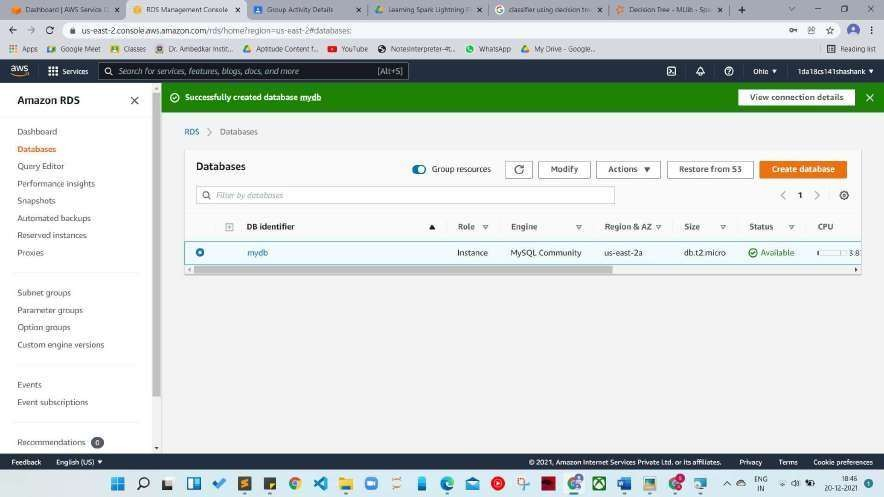 Dashboard | AWS Service C
RDS Management Console
Group Activity Details
Learning Spark Lightning F
classifier using decision tre
Decision Tree - MLlib - Spa
us-east-2.console.aws.amazon.com/rds/home?region=us-east-2#databases:
Apps
Google Meet
Classes
Dr. Ambedkar Institut...
Aptitude Content f...
YouTube
NotesInterpreter-#t...
WhatsApp
My Drive - Google...
Reading list
aws
Services
Search for services, features, blogs, docs, and more
[Alt+S]
Ohio
1da18cs141shashank
Amazon RDS
Successfully created database mydb
View connection details
Dashboard
Databases
Query Editor
Performance Insights
Snapshots
Automated backups
Reserved instances
Proxies
Subnet groups
Parameter groups
Option groups
Custom engine versions
Events
Event subscriptions
Recommendations 0
RDS > Databases
Databases
Group resources
Modify
Actions
Restore from S3
Create database
Filter by databases
1
DB identifier
Role
Engine
Region & AZ
Size
Status
CPU
mydb
Instance
MySQL Community
us-east-2a
db.t2.micro
Available
Feedback
English (US)
© 2021, Amazon Internet Services Private Ltd. or its affiliates.
Privacy
Terms
Cookie preferences
ENG
IN
18:46
20-12-2021